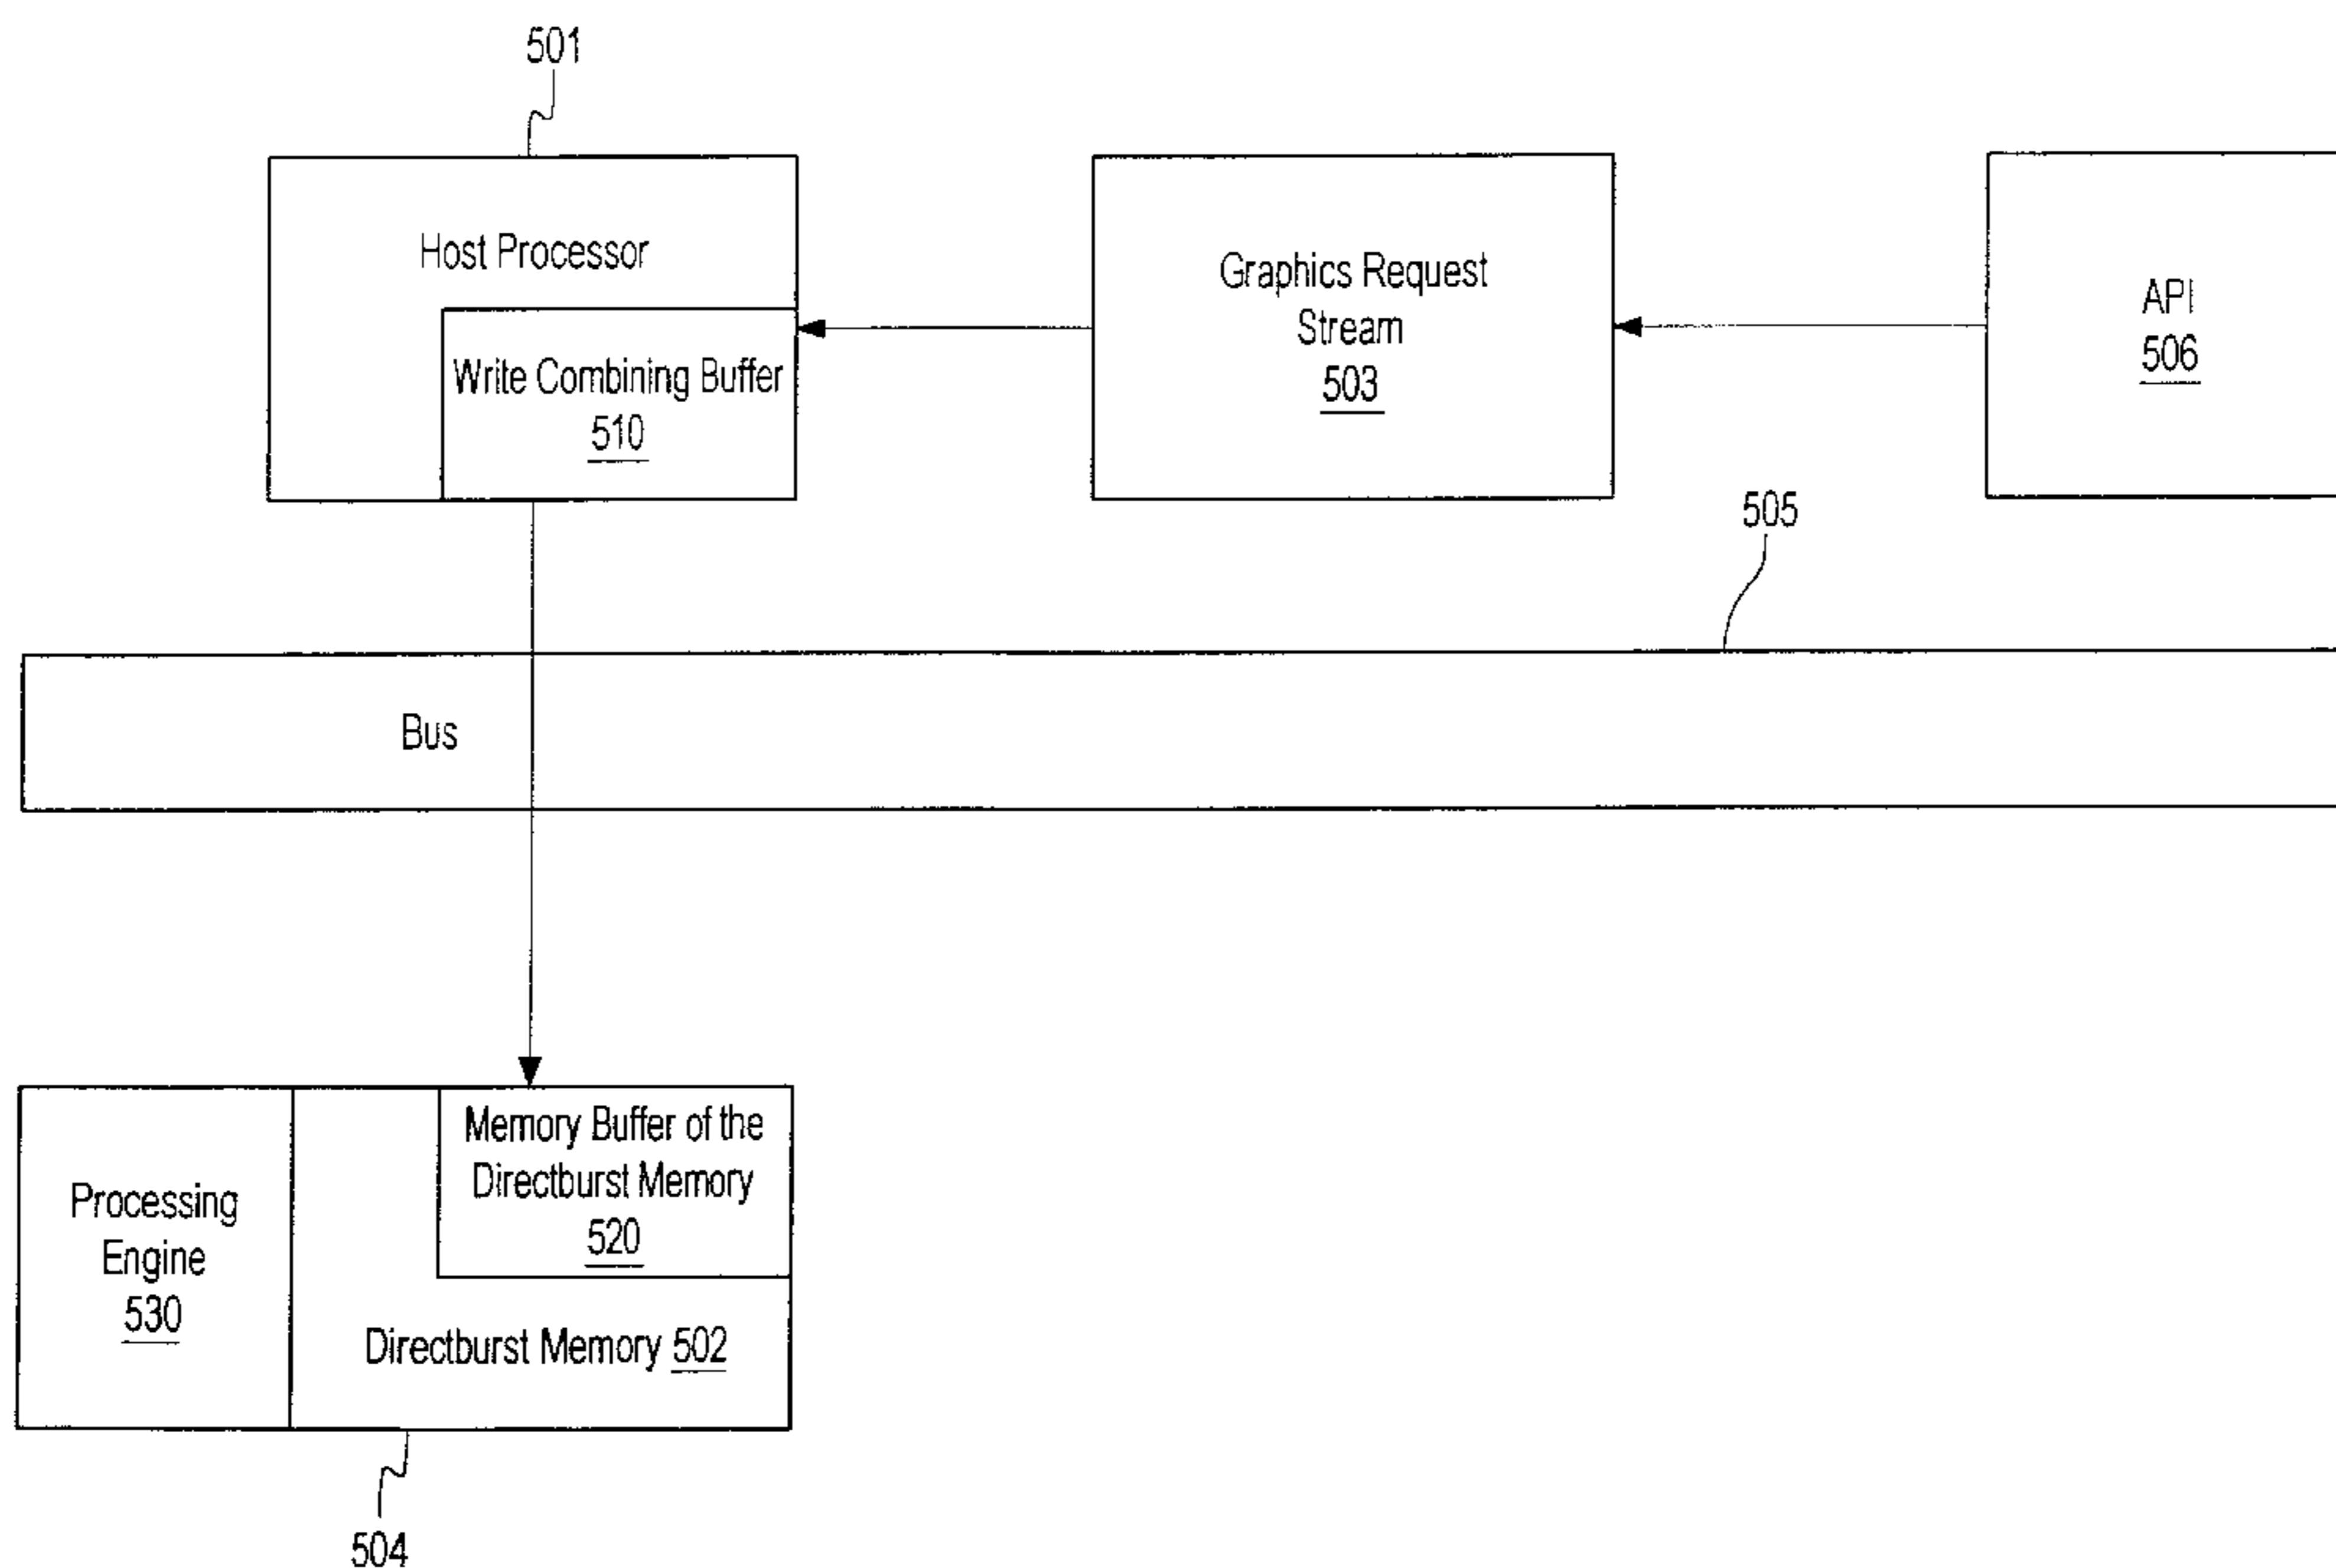 501
Host Processor
Write Combining Buffer
510
Graphics Request
Stream
503
API
506
505
Bus
Memory Buffer of the
Directburst Memory
520
Processing
Engine
530
Directburst Memory 502
504